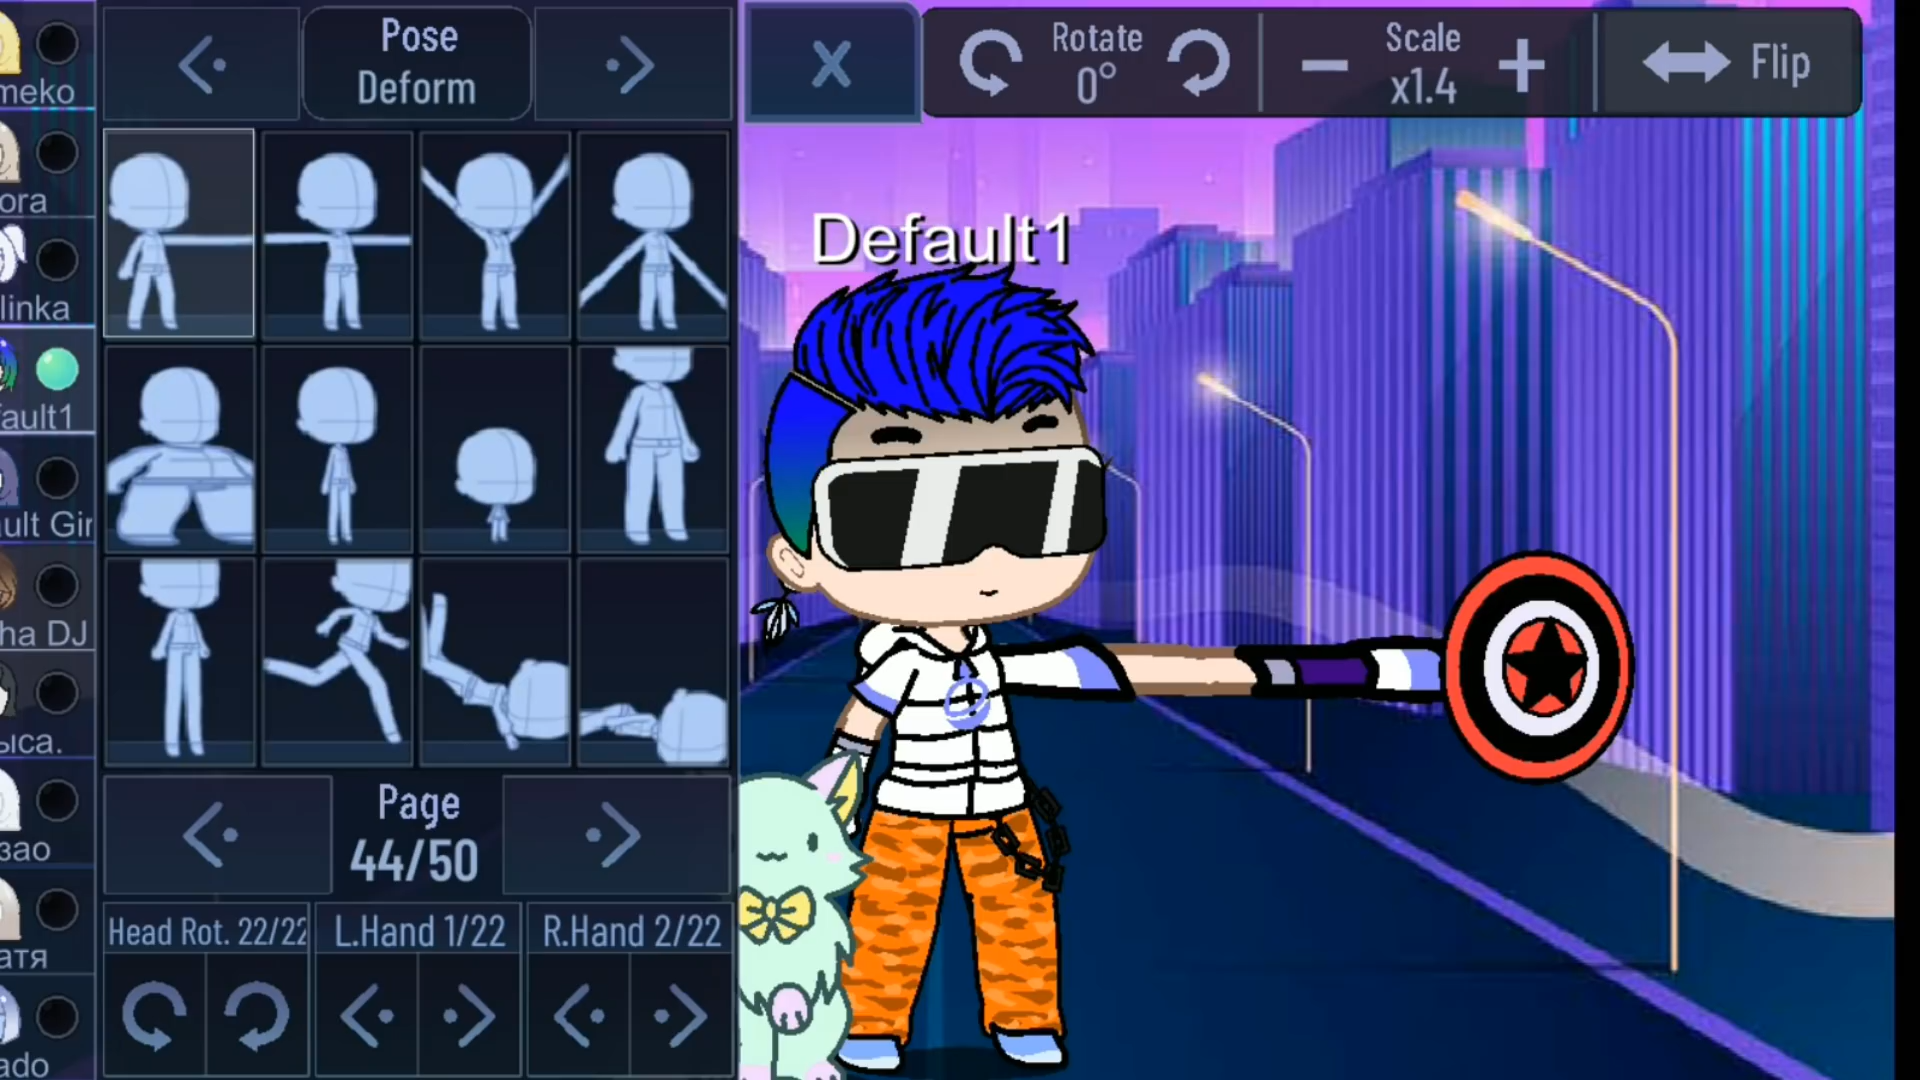 meko
ora
linka
ault1
ult Gir
ha DJ
ыса.
зао
атя
ado
Pose
Deform
Page
44/50
Head Rot. 22/22
L.Hand 1/22
R.Hand 2/22
X
Rotate
0°
Scale
x1.4
Flip
Default1